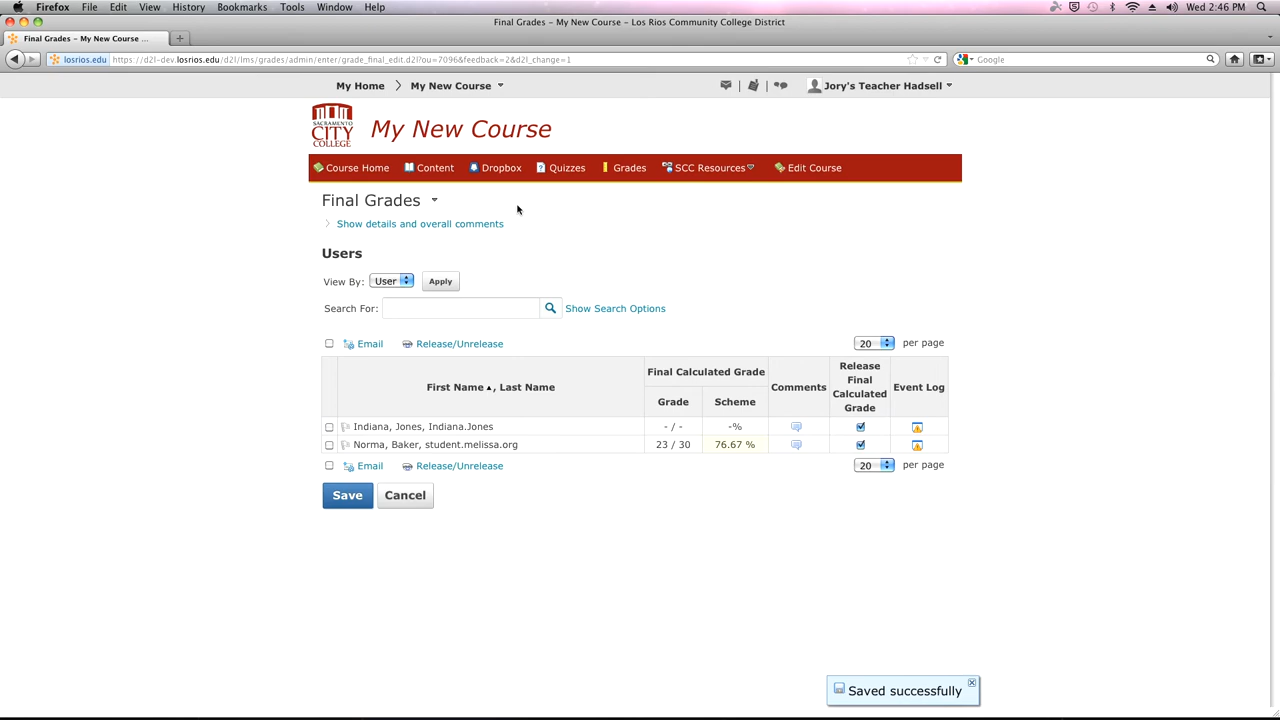 Firefox File Edit View History Bookmarks Tools Window Help Wed 2:46 PM
Final Grades – My New Course – Los Rios Community College District
Final Grades – My New Course ...
losrios.edu https://d2l-dev.losrios.edu/d2l/lms/grades/admin/enter/grade_final_edit.d2l?ou=7096&feedback=2&d2l_change=1 Google
My Home My New Course Jory's Teacher Hadsell
SACRAMENTO
CITY
COLLEGE
My New Course
Course Home Content Dropbox Quizzes Grades SCC Resources Edit Course
Final Grades
Show details and overall comments
Users
View By: User Apply
Search For: Show Search Options
Email Release/Unrelease 20 per page
First Name ▲, Last Name Final Calculated Grade Grade Scheme Comments Release Final Calculated Grade Event Log
Indiana, Jones, Indiana.Jones - / - -%
Norma, Baker, student.melissa.org 23 / 30 76.67 %
Email Release/Unrelease 20 per page
Save Cancel
Saved successfully